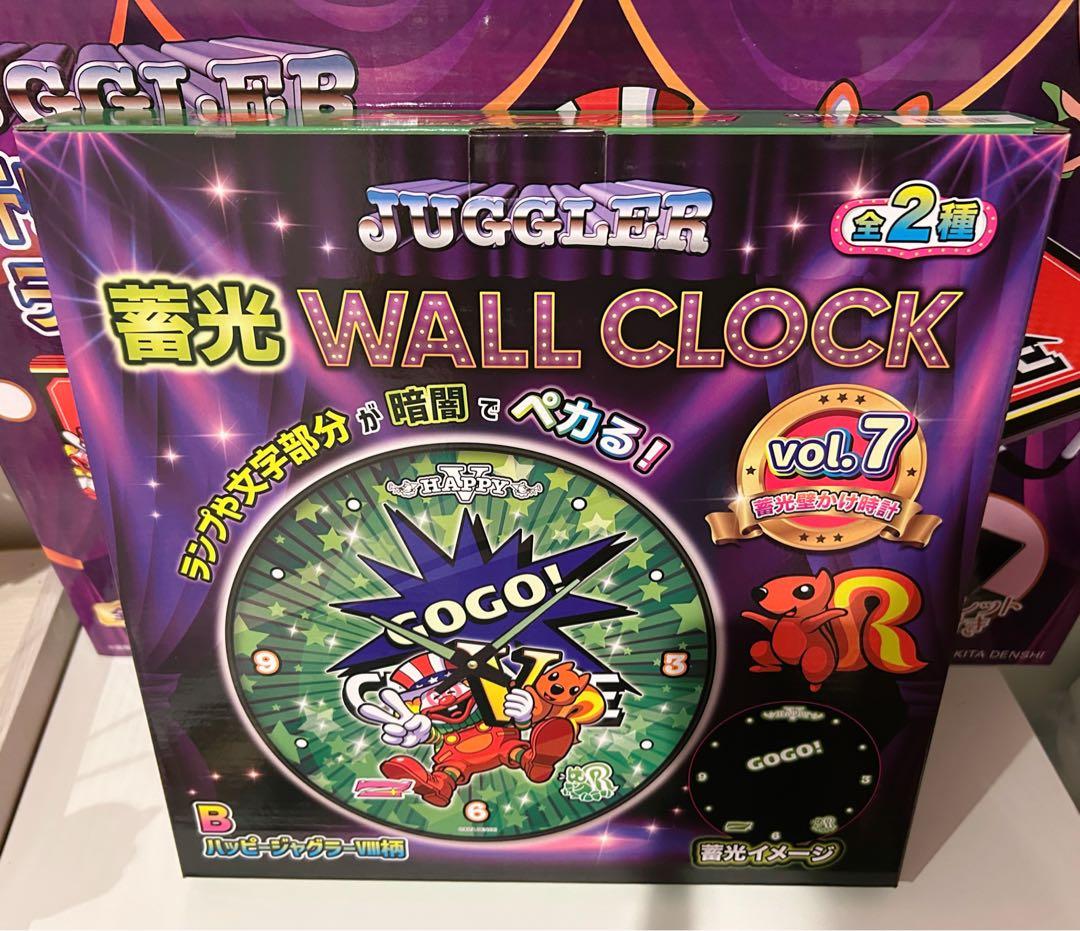 JUGGLER
全2種
蓄光 WALL CLOCK
ランプや文字部分が暗闇でペカる!
vol.7
蓄光壁かけ時計
HAPPY
V
GOGO!
9
3
6
R
R
HAPPY
GOGO!
9
3
6
B
ハッピージャグラーVIII柄
蓄光イメージ
KITA DENSHI